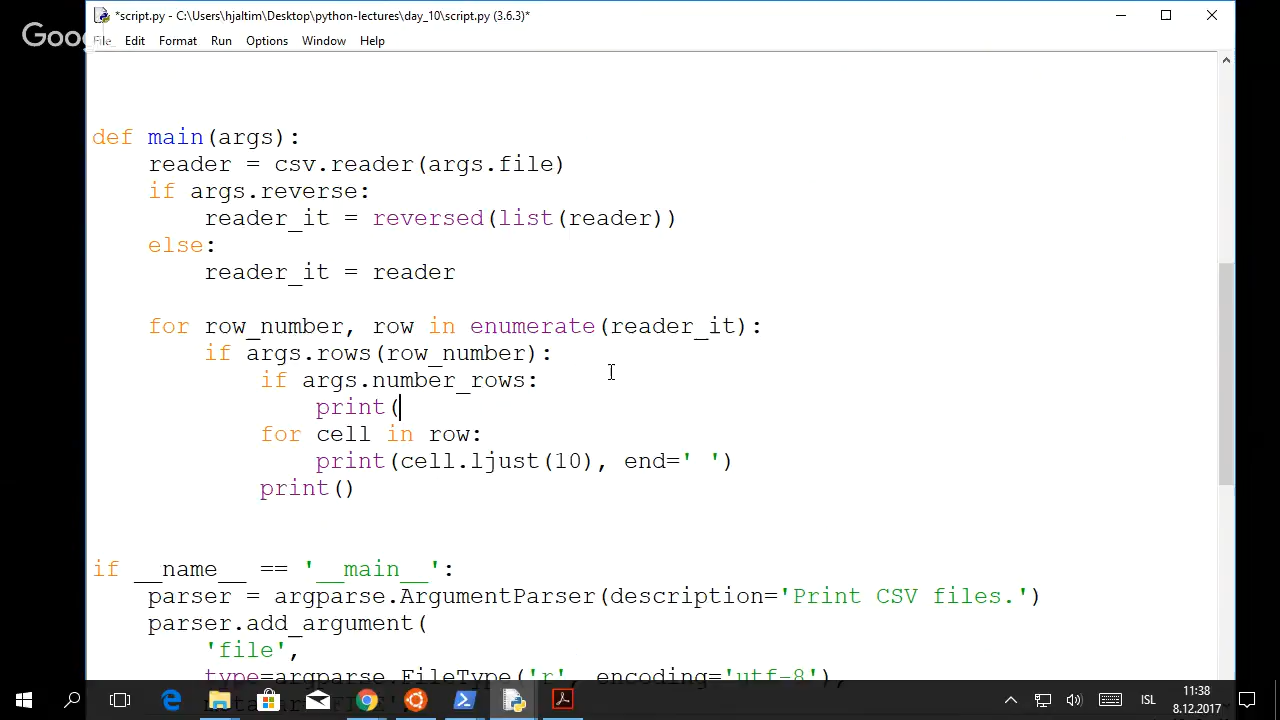 *script.py - C:\Users\hjaltim\Desktop\python-lectures\day_10\script.py (3.6.3)*
File Edit Format Run Options Window Help
def main(args):
    reader = csv.reader(args.file)
    if args.reverse:
        reader_it = reversed(list(reader))
    else:
        reader_it = reader
    for row_number, row in enumerate(reader_it):
        if args.rows(row_number):
            if args.number_rows:
                print(
            for cell in row:
                print(cell.ljust(10), end=' ')
            print()
if __name__ == '__main__':
    parser = argparse.ArgumentParser(description='Print CSV files.')
    parser.add_argument(
        'file',
        type=argparse.FileType('r', encoding='utf-8'),
ISL
11:38
8.12.2017